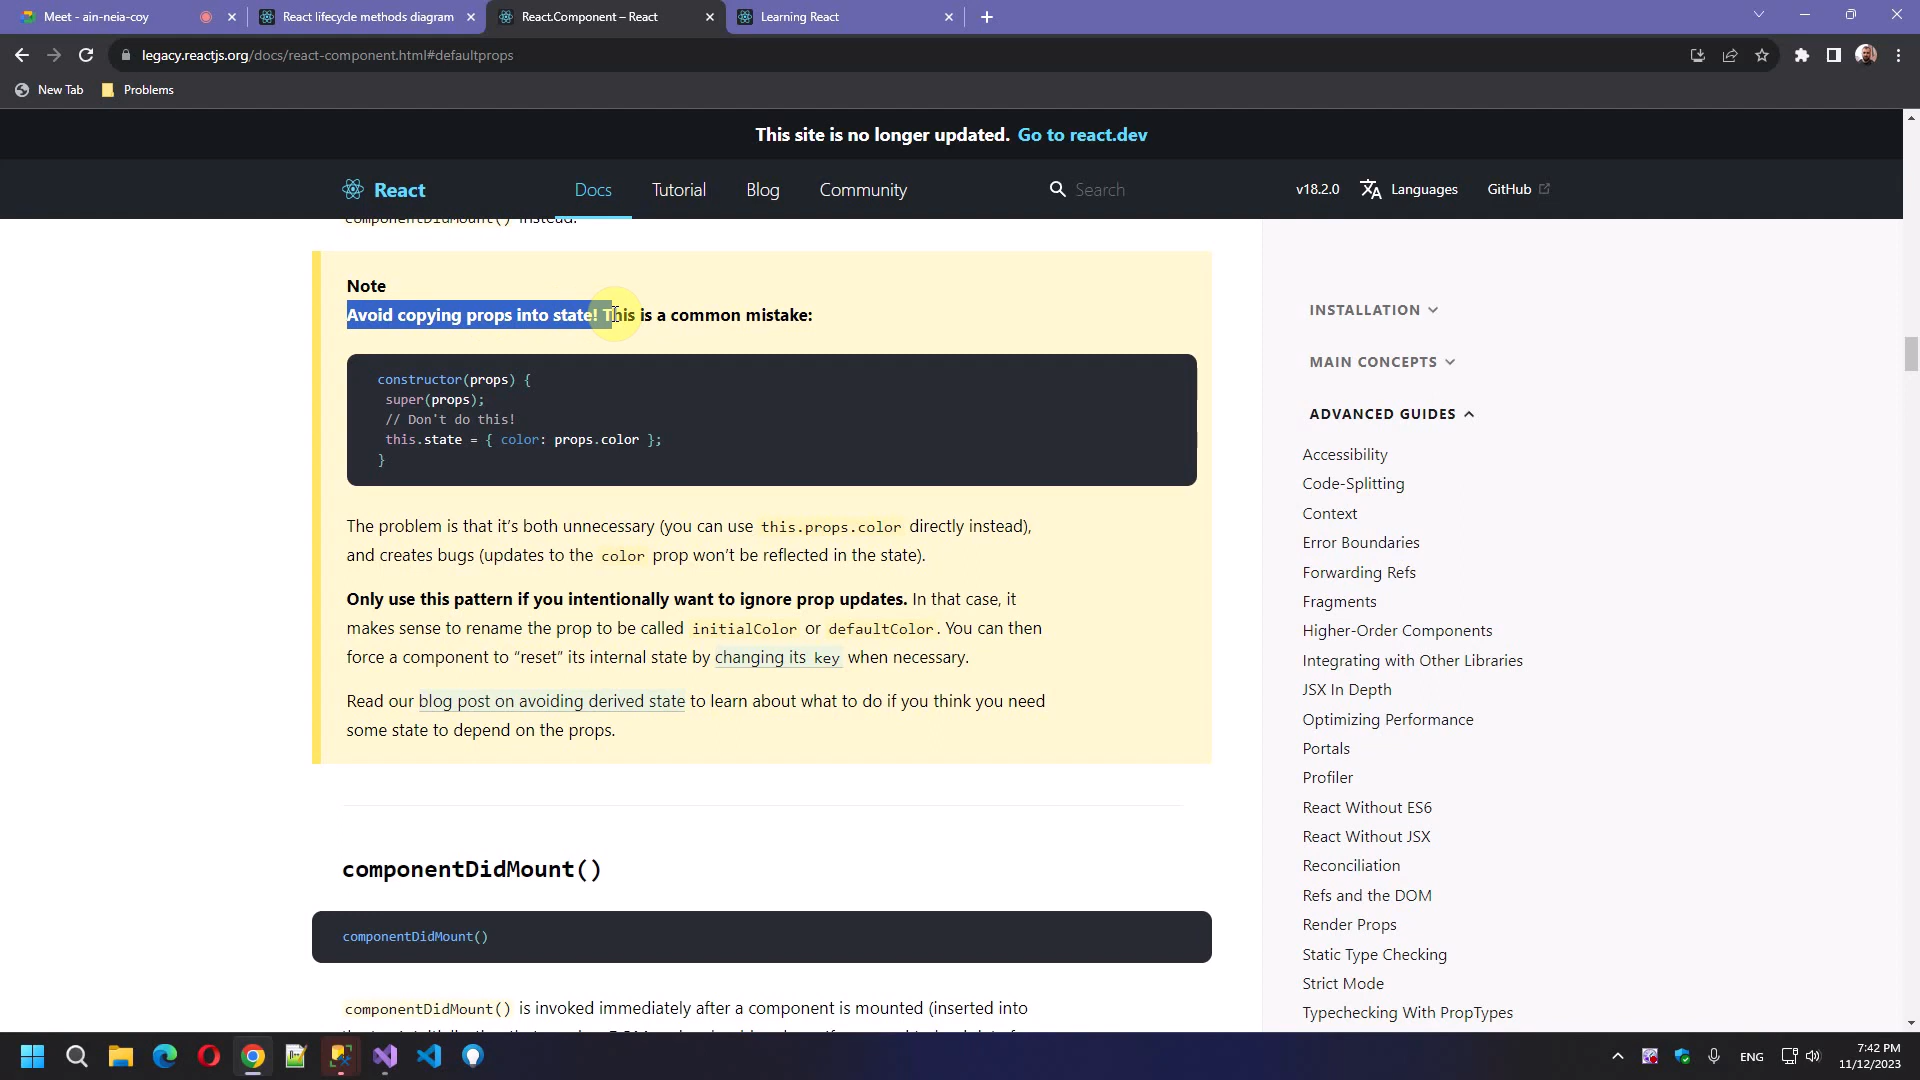 Meet - ain-neia-coy
React lifecycle methods diagram
React.Component – React
Learning React
legacy.reactjs.org/docs/react-component.html#defaultprops
New Tab
Problems
This site is no longer updated. Go to react.dev
React
Docs
Tutorial
Blog
Community
Search
v18.2.0
Languages
GitHub
componentDidMount() instead.
Note
Avoid copying props into state! This is a common mistake:
constructor(props) {
super(props);
// Don't do this!
this.state = { color: props.color };
}
The problem is that it’s both unnecessary (you can use this.props.color directly instead),
and creates bugs (updates to the color prop won’t be reflected in the state).
Only use this pattern if you intentionally want to ignore prop updates. In that case, it
makes sense to rename the prop to be called initialColor or defaultColor. You can then
force a component to “reset” its internal state by changing its key when necessary.
Read our blog post on avoiding derived state to learn about what to do if you think you need
some state to depend on the props.
componentDidMount()
componentDidMount()
componentDidMount() is invoked immediately after a component is mounted (inserted into
INSTALLATION
MAIN CONCEPTS
ADVANCED GUIDES
Accessibility
Code-Splitting
Context
Error Boundaries
Forwarding Refs
Fragments
Higher-Order Components
Integrating with Other Libraries
JSX In Depth
Optimizing Performance
Portals
Profiler
React Without ES6
React Without JSX
Reconciliation
Refs and the DOM
Render Props
Static Type Checking
Strict Mode
Typechecking With PropTypes
ENG
7:42 PM
11/12/2023